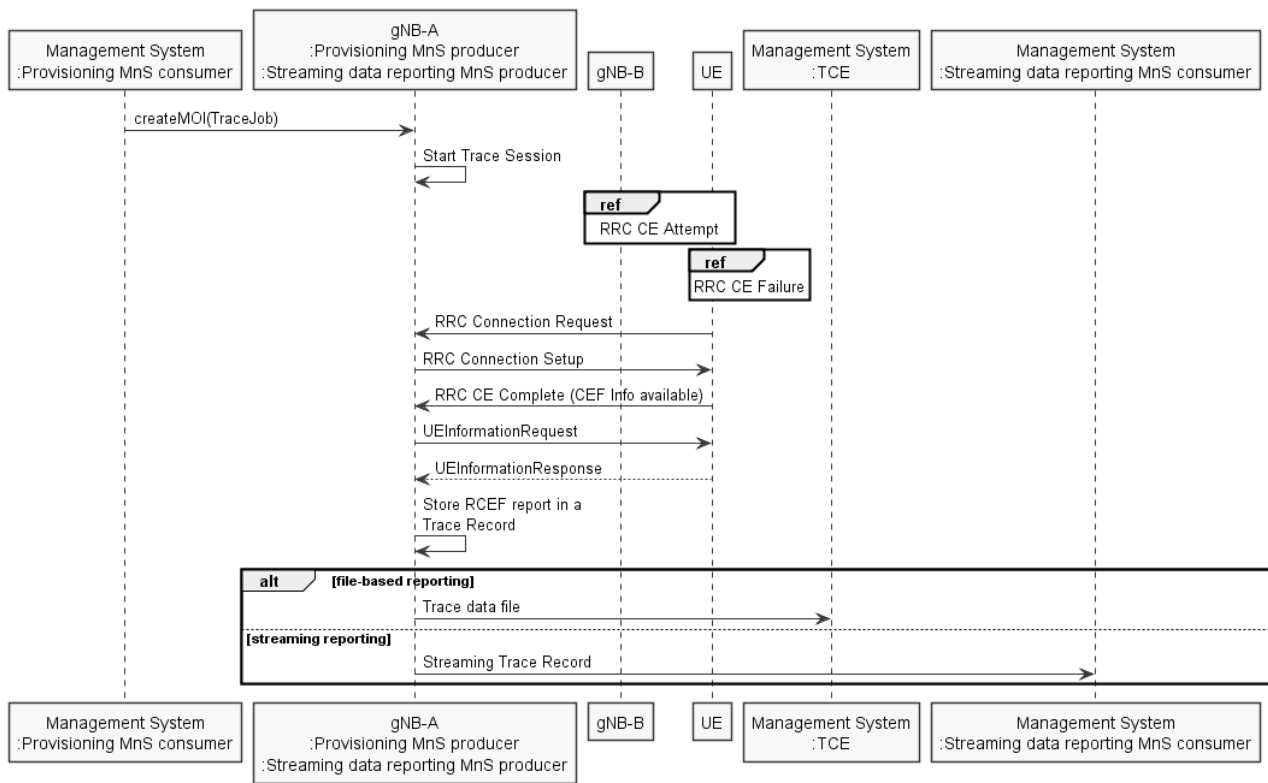 Management System
:Provisioning MnS consumer
gNB-A
:Provisioning MnS producer
:Streaming data reporting MnS producer
gNB-B
UE
Management System
:TCE
Management System
:Streaming data reporting MnS consumer
createMOI(TraceJob)
Start Trace Session
ref
RRC CE Attempt
ref
RRC CE Failure
RRC Connection Request
RRC Connection Setup
RRC CE Complete (CEF Info available)
UEInformationRequest
UEInformationResponse
Store RCEF report in a
Trace Record
alt [file-based reporting]
Trace data file
[streaming reporting]
Streaming Trace Record
Management System
:Provisioning MnS consumer
gNB-A
:Provisioning MnS producer
:Streaming data reporting MnS producer
gNB-B
UE
Management System
:TCE
Management System
:Streaming data reporting MnS consumer